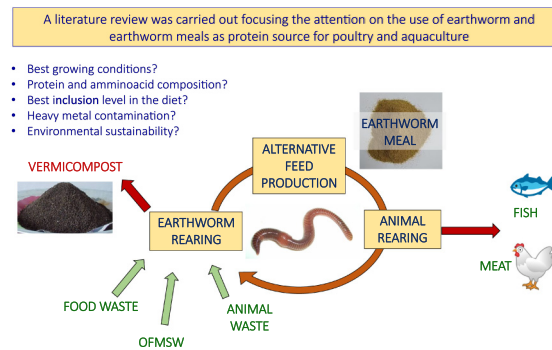 A literature review was carried out focusing the attention on the use of earthworm and
earthworm meals as protein source for poultry and aquaculture
• Best growing conditions?
• Protein and amminoacid composition?
• Best inclusion level in the diet?
• Heavy metal contamination?
• Environmental sustainability?
EARTHWORM
MEAL
ALTERNATIVE
FEED
PRODUCTION
VERMICOMPOST
EARTHWORM
REARING
ANIMAL
REARING
FISH
MEAT
FOOD WASTE
ANIMAL
WASTE
OFMSW